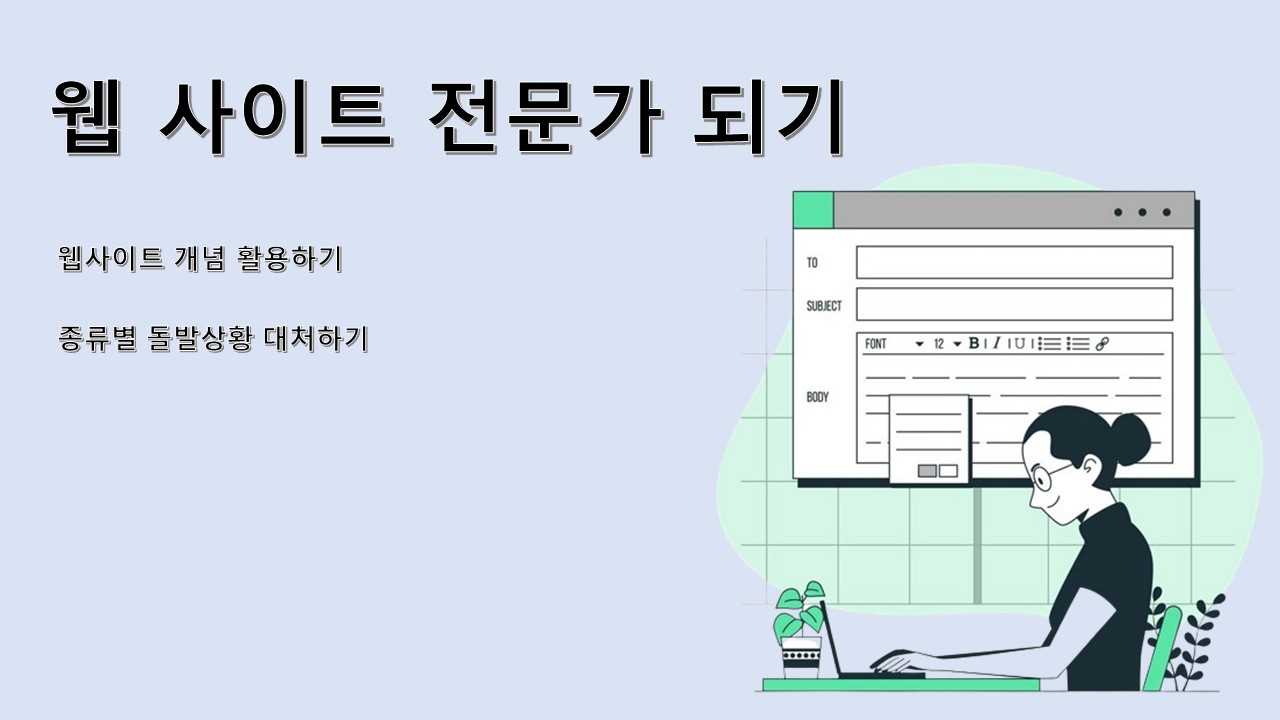 웹 사이트 전문가 되기
웹사이트 개념 활용하기
종류별 돌발상황 대처하기
TO
SUBJECT
FONT 12 B I U
BODY